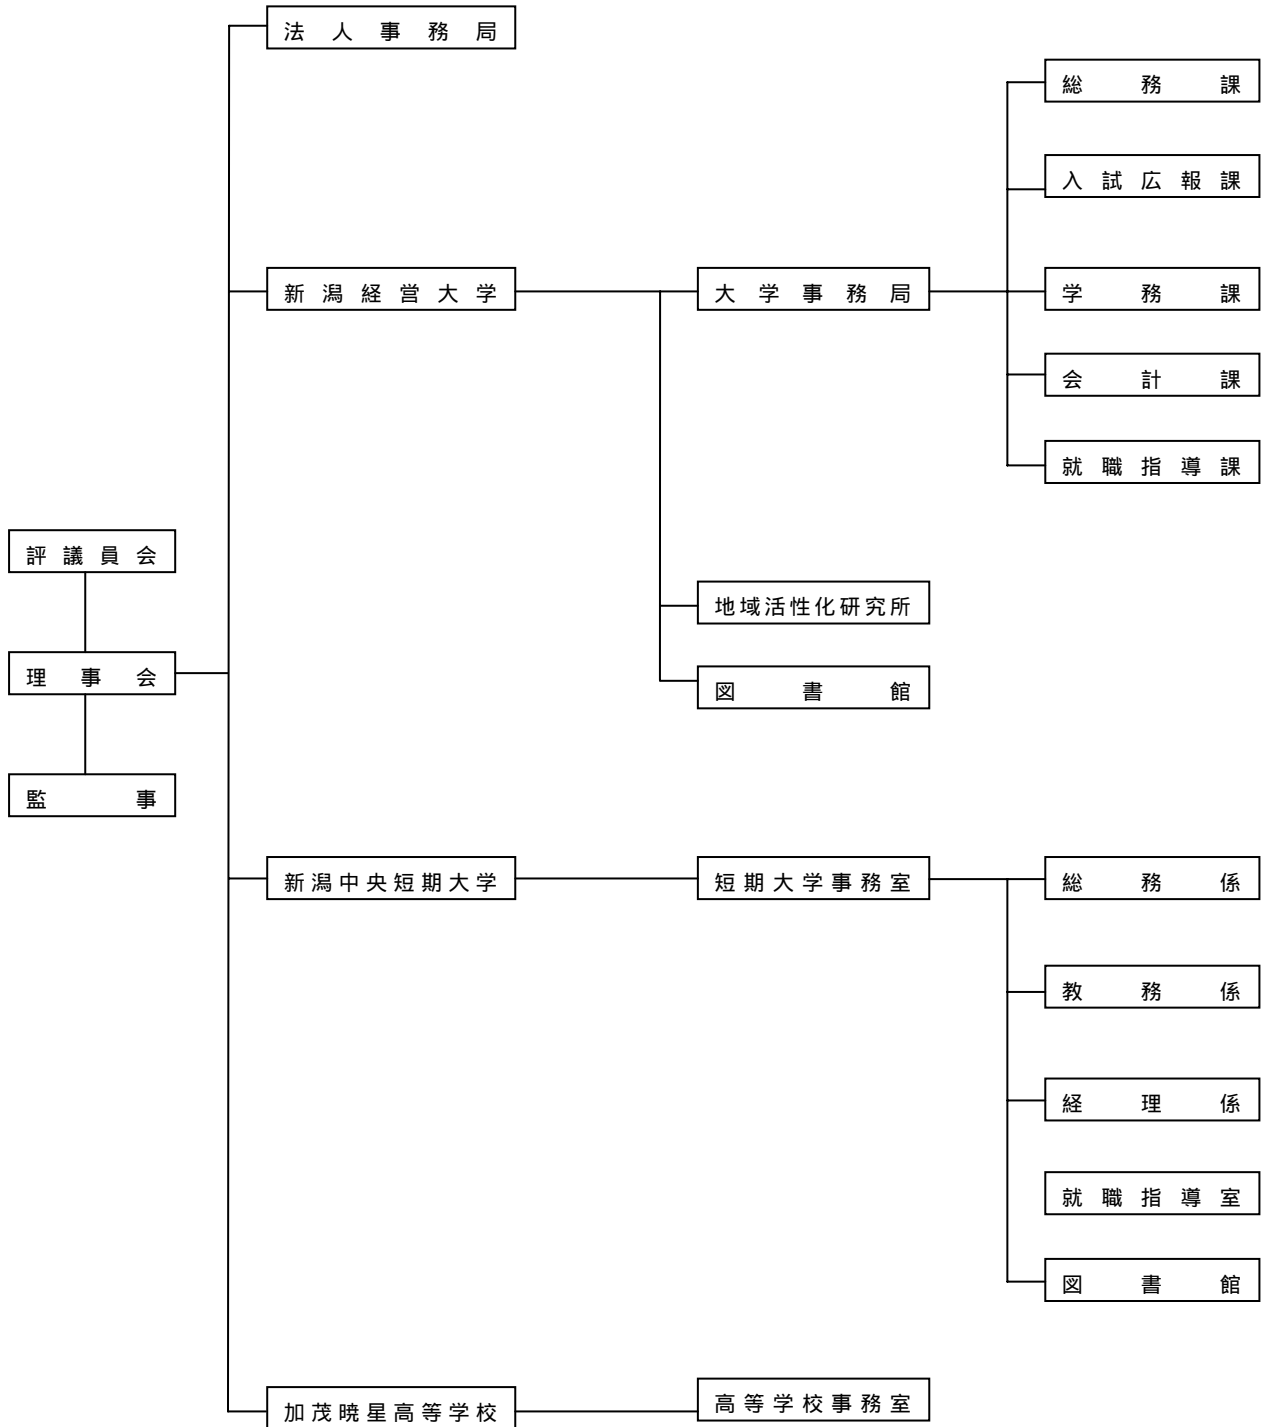 法人事務局
総務課
入試広報課
新潟経営大学
大学事務局
学務課
会計課
就職指導課
評議員会
地域活性化研究所
理事会
図書館
監事
新潟中央短期大学
短期大学事務室
総務係
教務係
経理係
就職指導室
図書館
加茂暁星高等学校
高等学校事務室